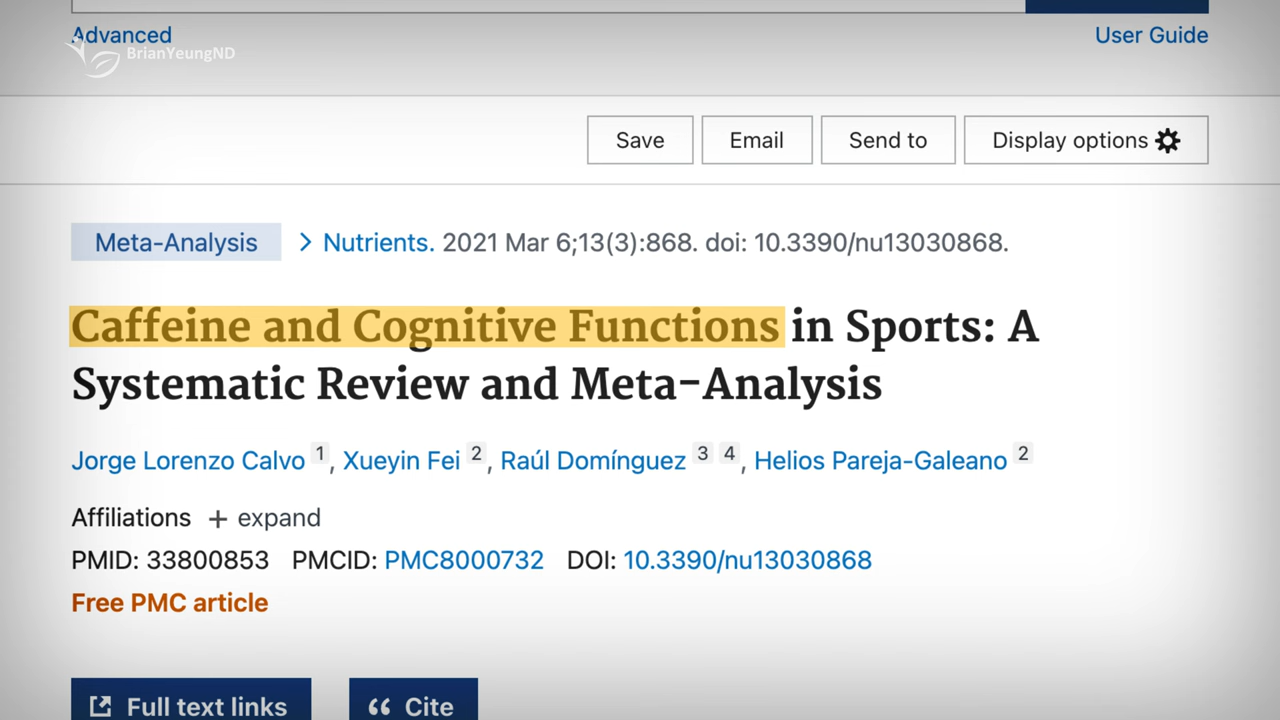 Advanced
User Guide
BrianYeungND
Save
Email
Send to
Display options
Meta-Analysis
Nutrients. 2021 Mar 6;13(3):868. doi: 10.3390/nu13030868.
Caffeine and Cognitive Functions in Sports: A
Systematic Review and Meta-Analysis
Jorge Lorenzo Calvo 1, Xueyin Fei 2, Raúl Domínguez 3 4, Helios Pareja-Galeano 2
Affiliations + expand
PMID: 33800853 PMCID: PMC8000732 DOI: 10.3390/nu13030868
Free PMC article
Full text links
Cite